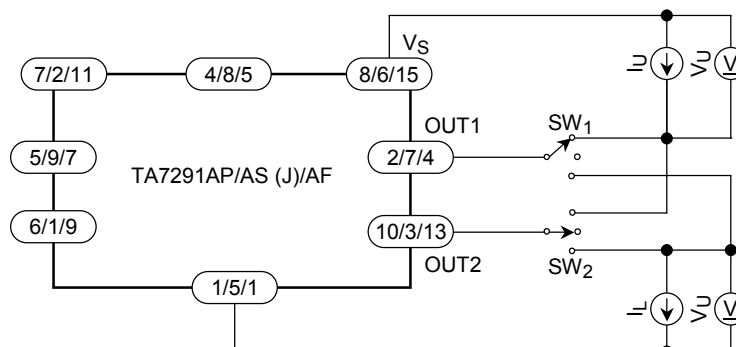 VS
7/2/11
4/8/5
8/6/15
IU
VU
V
OUT1
SW1
5/9/7
TA7291AP/AS (J)/AF
2/7/4
6/1/9
10/3/13
OUT2
SW2
1/5/1
IL
VU
V